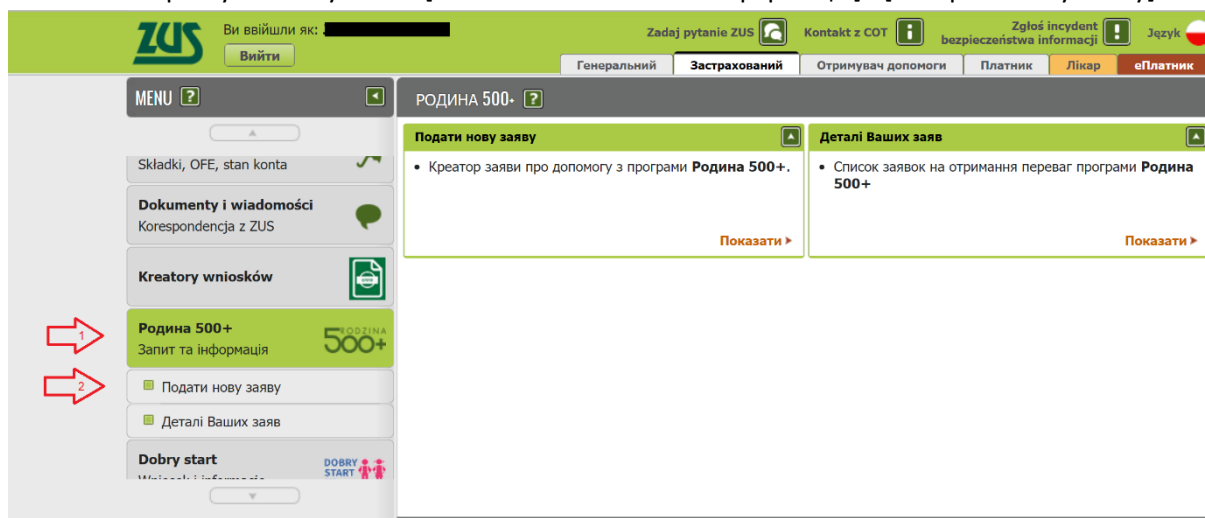 ZUS
Ви ввійшли як:
Вийти
Zadaj pytanie ZUS
Kontakt z COT
Zgłoś incydent
bezpieczeństwa informacji
Język
Генеральний
Застрахований
Отримувач допомоги
Платник
Лікар
еПлатник
MENU
Składki, OFE, stan konta
Dokumenty i wiadomości
Korespondencja z ZUS
Kreatory wniosków
1
Родина 500+
Запит та інформація
RODZINA
500+
2
Подати нову заяву
Деталі Ваших заяв
Dobry start
DOBRY
START
РОДИНА 500+
Подати нову заяву
• Креатор заяви про допомогу з програми Родина 500+.
Показати
Деталі Ваших заяв
• Список заявок на отримання переваг програми Родина
500+
Показати